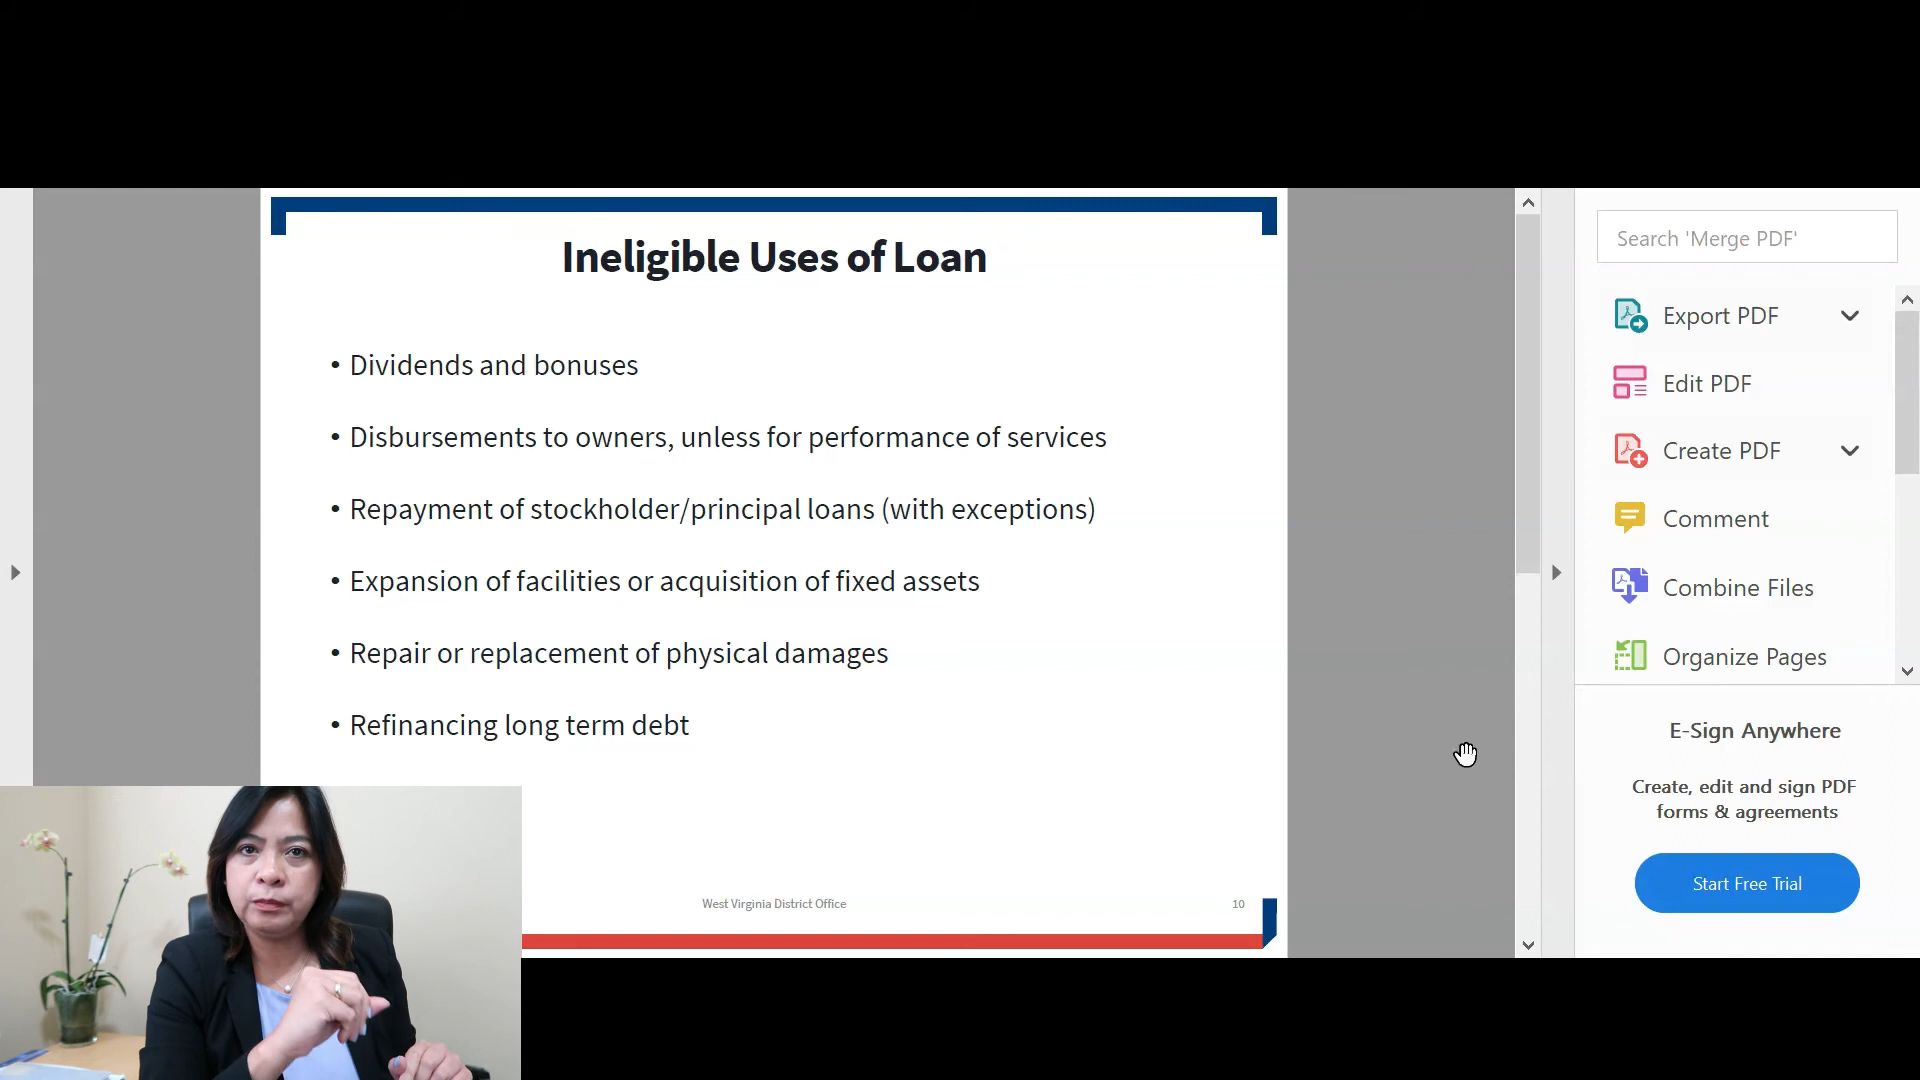 Ineligible Uses of Loan
• Dividends and bonuses
• Disbursements to owners, unless for performance of services
• Repayment of stockholder/principal loans (with exceptions)
• Expansion of facilities or acquisition of fixed assets
• Repair or replacement of physical damages
• Refinancing long term debt
West Virginia District Office
10
Search 'Merge PDF'
Export PDF
Edit PDF
Create PDF
Comment
Combine Files
Organize Pages
E-Sign Anywhere
Create, edit and sign PDF
forms & agreements
Start Free Trial